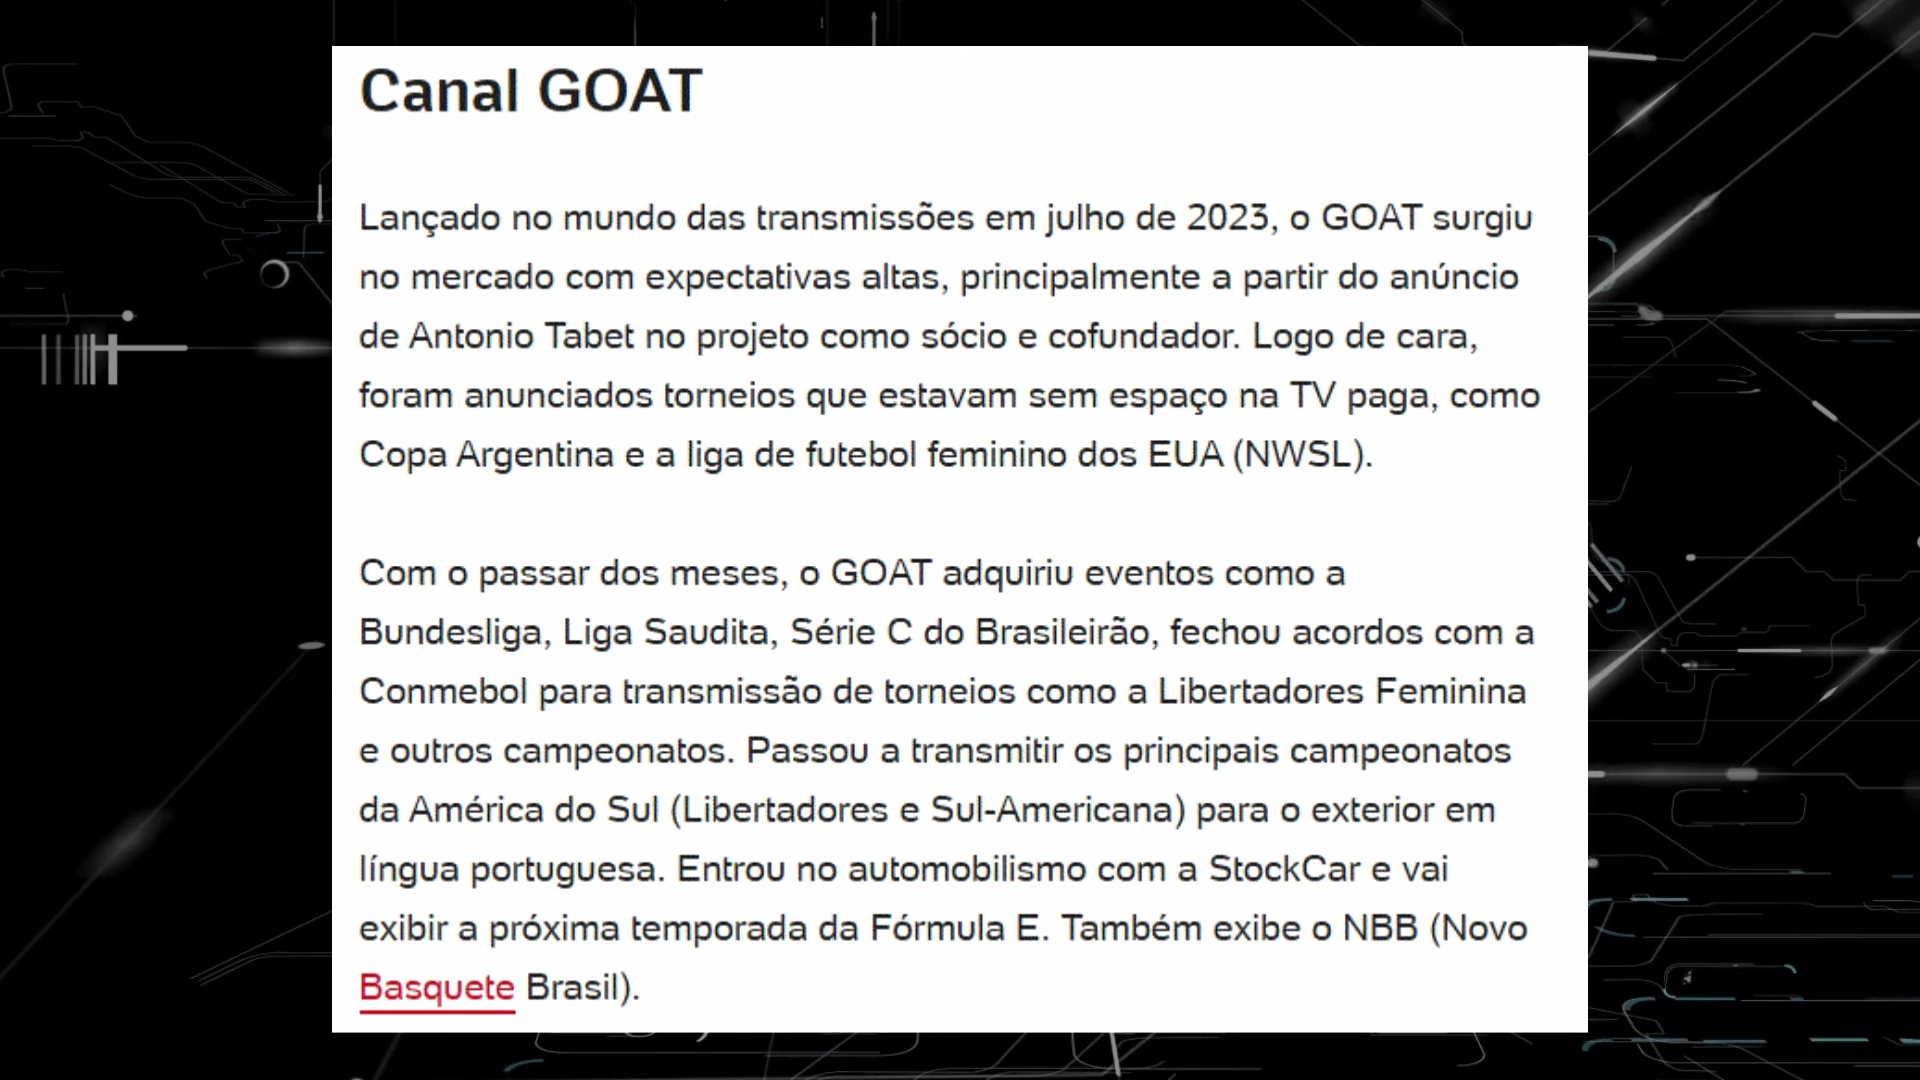 Canal GOAT
Lançado no mundo das transmissões em julho de 2023, o GOAT surgiu
no mercado com expectativas altas, principalmente a partir do anúncio
de Antonio Tabet no projeto como sócio e cofundador. Logo de cara,
foram anunciados torneios que estavam sem espaço na TV paga, como
Copa Argentina e a liga de futebol feminino dos EUA (NWSL).
Com o passar dos meses, o GOAT adquiriu eventos como a
Bundesliga, Liga Saudita, Série C do Brasileirão, fechou acordos com a
Conmebol para transmissão de torneios como a Libertadores Feminina
e outros campeonatos. Passou a transmitir os principais campeonatos
da América do Sul (Libertadores e Sul-Americana) para o exterior em
língua portuguesa. Entrou no automobilismo com a StockCar e vai
exibir a próxima temporada da Fórmula E. Também exibe o NBB (Novo
Basquete Brasil).